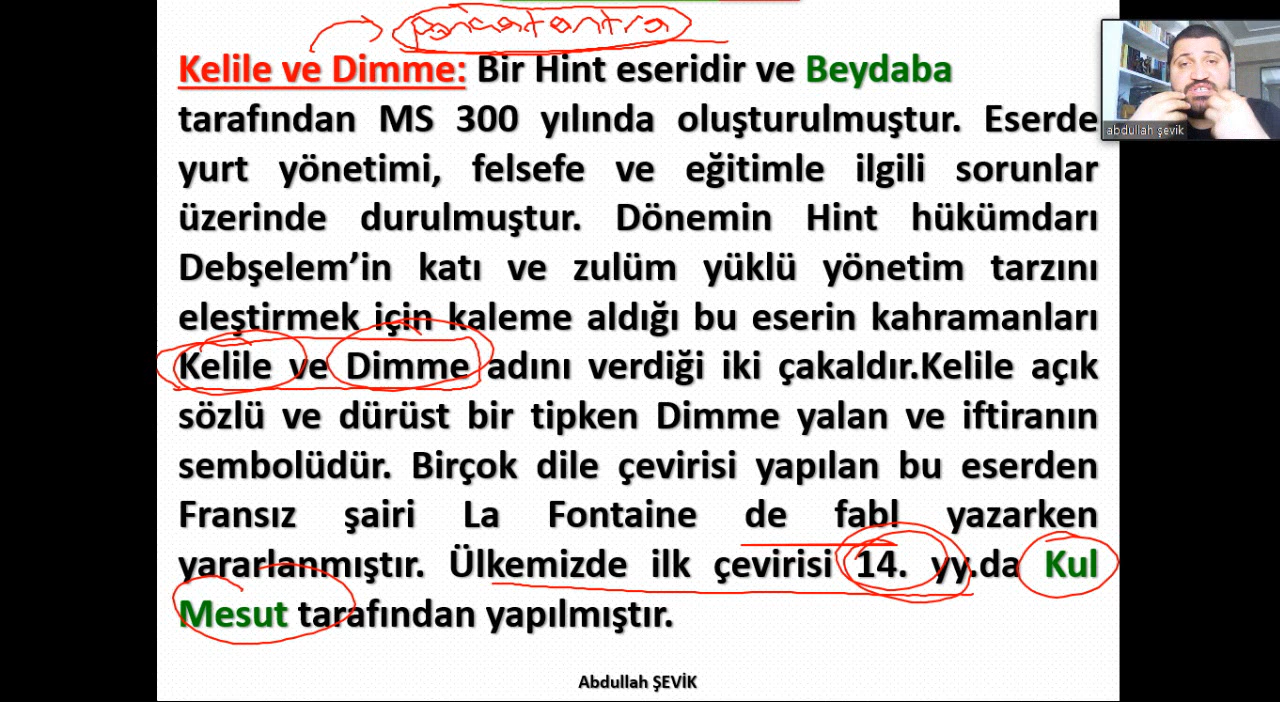 pancatantra
Kelile ve Dimme: Bir Hint eseridir ve Beydaba
tarafından MS 300 yılında oluşturulmuştur. Eserde
yurt yönetimi, felsefe ve eğitimle ilgili sorunlar
üzerinde durulmuştur. Dönemin Hint hükümdarı
Debşelem’in katı ve zulüm yüklü yönetim tarzını
eleştirmek için kaleme aldığı bu eserin kahramanları
Kelile ve Dimme adını verdiği iki çakaldır.Kelile açık
sözlü ve dürüst bir tipken Dimme yalan ve iftiranın
sembolüdür. Birçok dile çevirisi yapılan bu eserden
Fransız şairi La Fontaine de fabl yazarken
yararlanmıştır. Ülkemizde ilk çevirisi 14. yy.da Kul
Mesut tarafından yapılmıştır.
Abdullah ŞEVİK
abdullah şevik